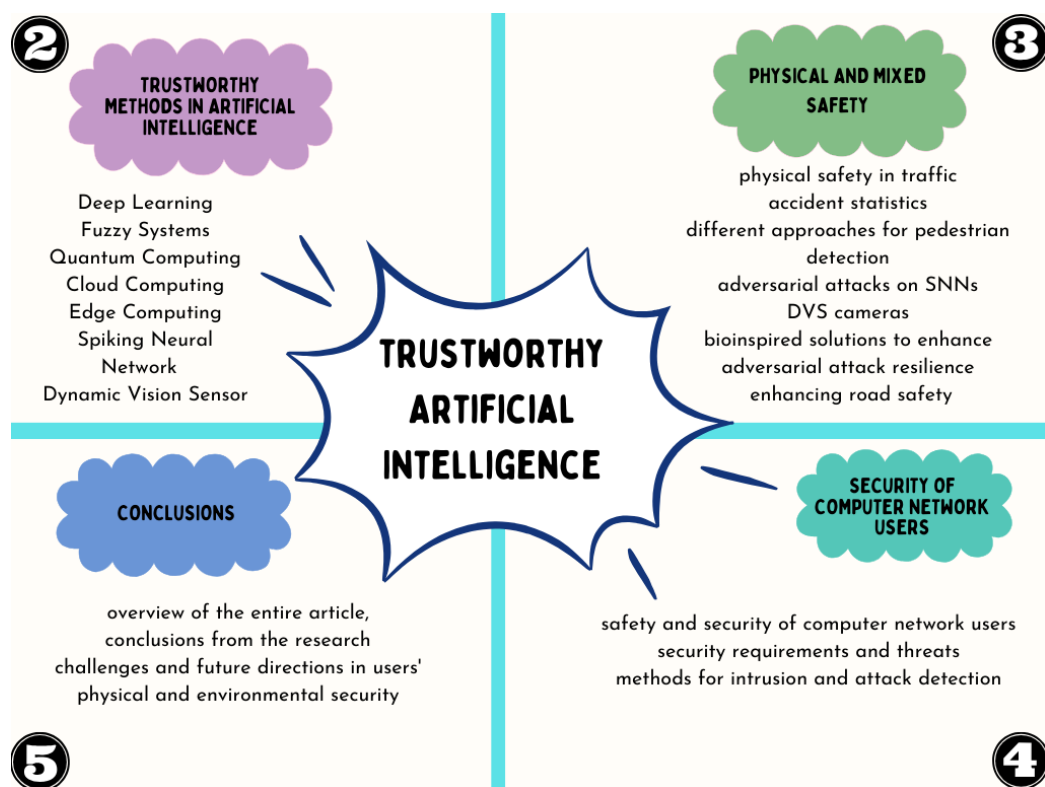 2
TRUSTWORTHY
METHODS IN ARTIFICIAL
INTELLIGENCE
Deep Learning
Fuzzy Systems
Quantum Computing
Cloud Computing
Edge Computing
Spiking Neural
Network
Dynamic Vision Sensor
3
PHYSICAL AND MIXED
SAFETY
physical safety in traffic
accident statistics
different approaches for pedestrian
detection
adversarial attacks on SNNs
DVS cameras
bioinspired solutions to enhance
adversarial attack resilience
enhancing road safety
TRUSTWORTHY
ARTIFICIAL
INTELLIGENCE
SECURITY OF
COMPUTER NETWORK
USERS
safety and security of computer network users
security requirements and threats
methods for intrusion and attack detection
4
CONCLUSIONS
overview of the entire article,
conclusions from the research
challenges and future directions in users'
physical and environmental security
5